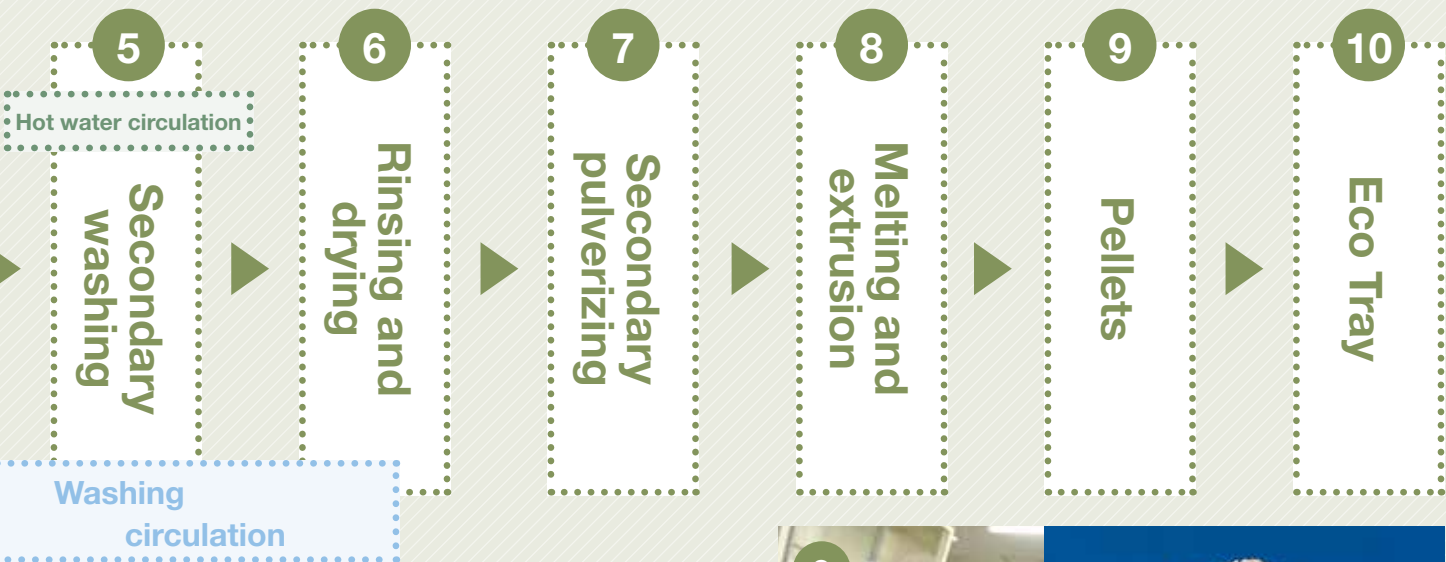 5
Hot water circulation
Secondary
washing
6
Rinsing and
drying
7
Secondary
pulverizing
8
Melting and
extrusion
9
Pellets
10
Eco Tray
Washing
circulation